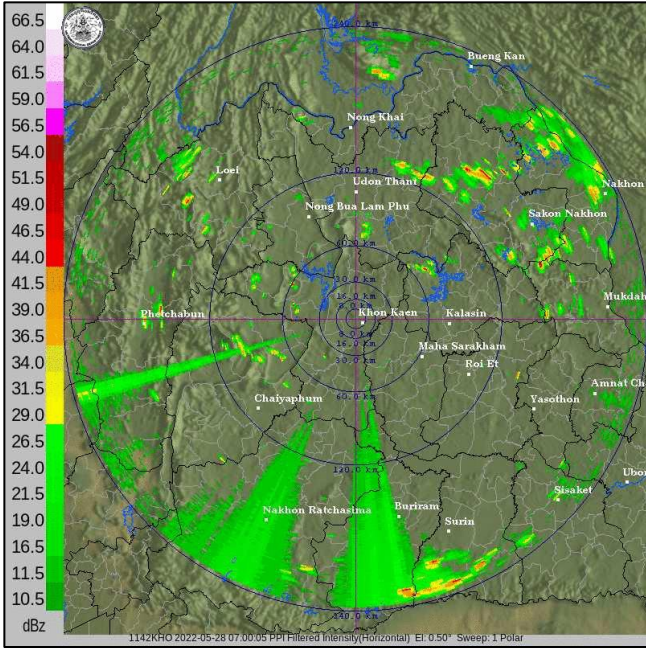 66.5
64.0
61.5
59.0
56.5
54.0
51.5
49.0
46.5
44.0
41.5
39.0
36.5
34.0
31.5
29.0
26.5
24.0
21.5
19.0
16.5
13.5
10.5
dBz
240.0 km
Bueng Kan
Nong Khai
120.0 km
Loei
Udon Thani
Nakhon
Nong Bua Lam Phu
Sakon Nakhon
60.0 km
30.0 km
16.0 km
Mukdah
Phetchabun
Khon Kaen
Kalasin
8.0 km
16.0 km
Maha Sarakham
30.0 km
Roi Et
Amnat Ch
60.0 km
Chaiyaphum
Yasothon
120.0 km
Ubon
Sisaket
Nakhon Ratchasima
Buriram
Surin
240.0 km
1142KHO 2022-05-28 07:00:05 PPI Filtered Intensity(Horizontal) El: 0.50° Sweep: 1 Polar